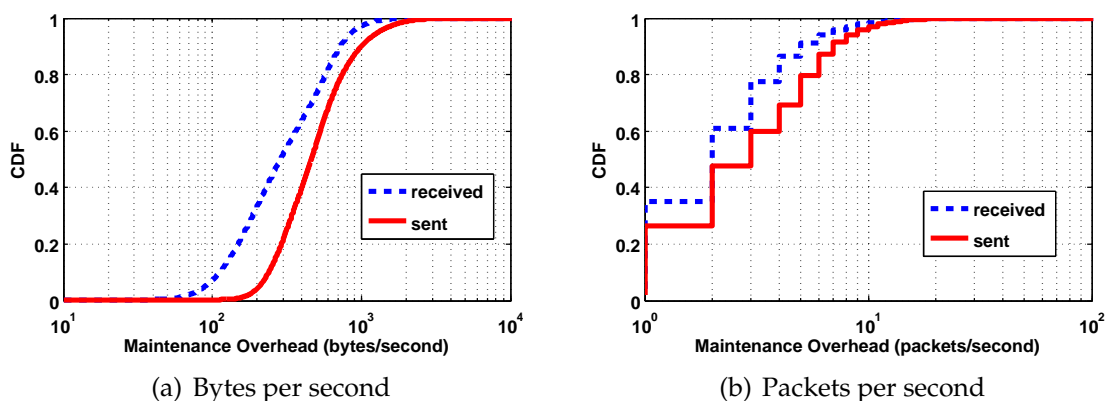 1
0.8
0.6
0.4
0.2
0
CDF
received
sent
10^1
10^2
10^3
10^4
Maintenance Overhead (bytes/second)
(a) Bytes per second
1
0.8
0.6
0.4
0.2
0
CDF
received
sent
10^0
10^1
10^2
Maintenance Overhead (packets/second)
(b) Packets per second